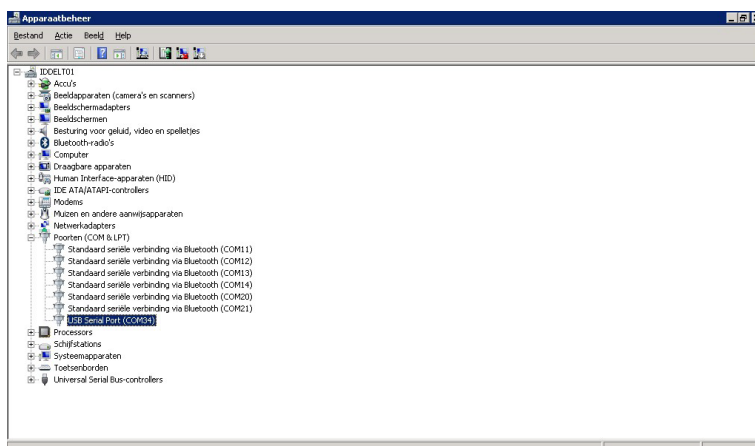 Apparaatbeheer
Bestand Actie Beeld Help
IDDELT01
Accu's
Beeldapparaten (camera's en scanners)
Beeldschermadapters
Beeldschermen
Besturing voor geluid, video en spelletjes
Bluetooth-radio's
Computer
Draagbare apparaten
Human Interface-apparaten (HID)
IDE ATA/ATAPI-controllers
Modems
Muizen en andere aanwijsapparaten
Netwerkadapters
Poorten (COM & LPT)
Standaard seriële verbinding via Bluetooth (COM11)
Standaard seriële verbinding via Bluetooth (COM12)
Standaard seriële verbinding via Bluetooth (COM13)
Standaard seriële verbinding via Bluetooth (COM14)
Standaard seriële verbinding via Bluetooth (COM20)
Standaard seriële verbinding via Bluetooth (COM21)
USB Serial Port (COM34)
Processors
Schijfstations
Systeemapparaten
Toetsenborden
Universal Serial Bus-controllers